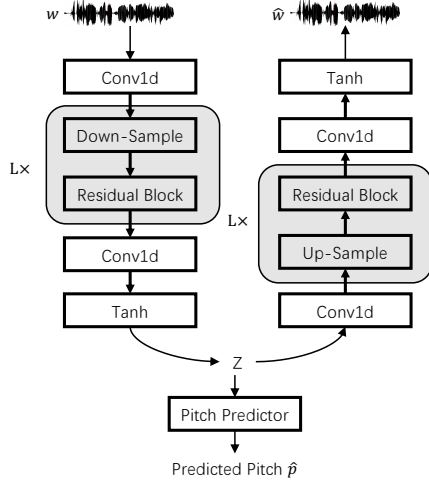 w
Conv1d
Down-Sample
L×
Residual Block
Conv1d
Tanh
ŵ
Tanh
Conv1d
Residual Block
L×
Up-Sample
Conv1d
Z
Pitch Predictor
Predicted Pitch p̂